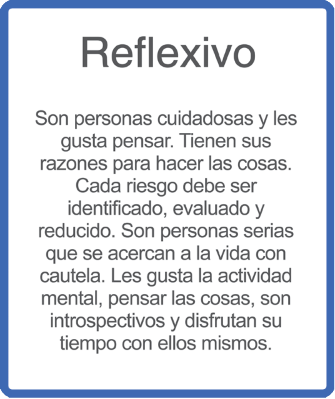 Reflexivo
Son personas cuidadosas y les
gusta pensar. Tienen sus
razones para hacer las cosas.
Cada riesgo debe ser
identificado, evaluado y
reducido. Son personas serias
que se acercan a la vida con
cautela. Les gusta la actividad
mental, pensar las cosas, son
introspectivos y disfrutan su
tiempo con ellos mismos.